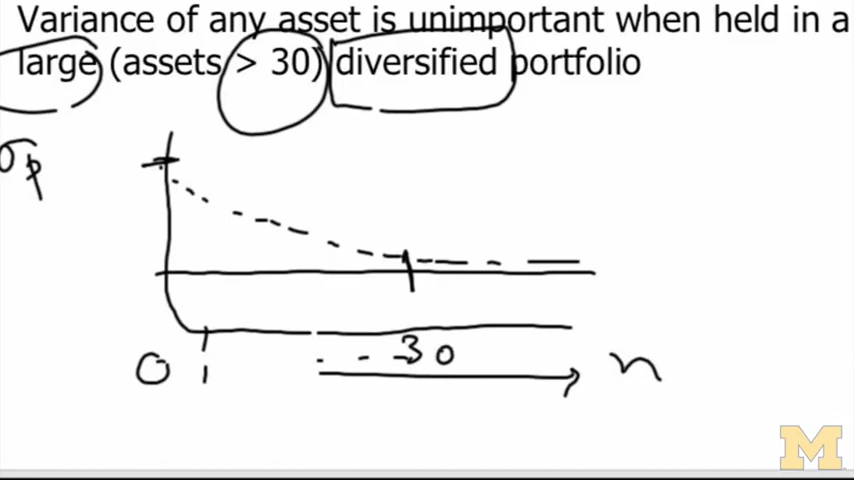 Variance of any asset is unimportant when held in a
large (assets > 30) diversified portfolio
σp
0 1 - - 30 n
M